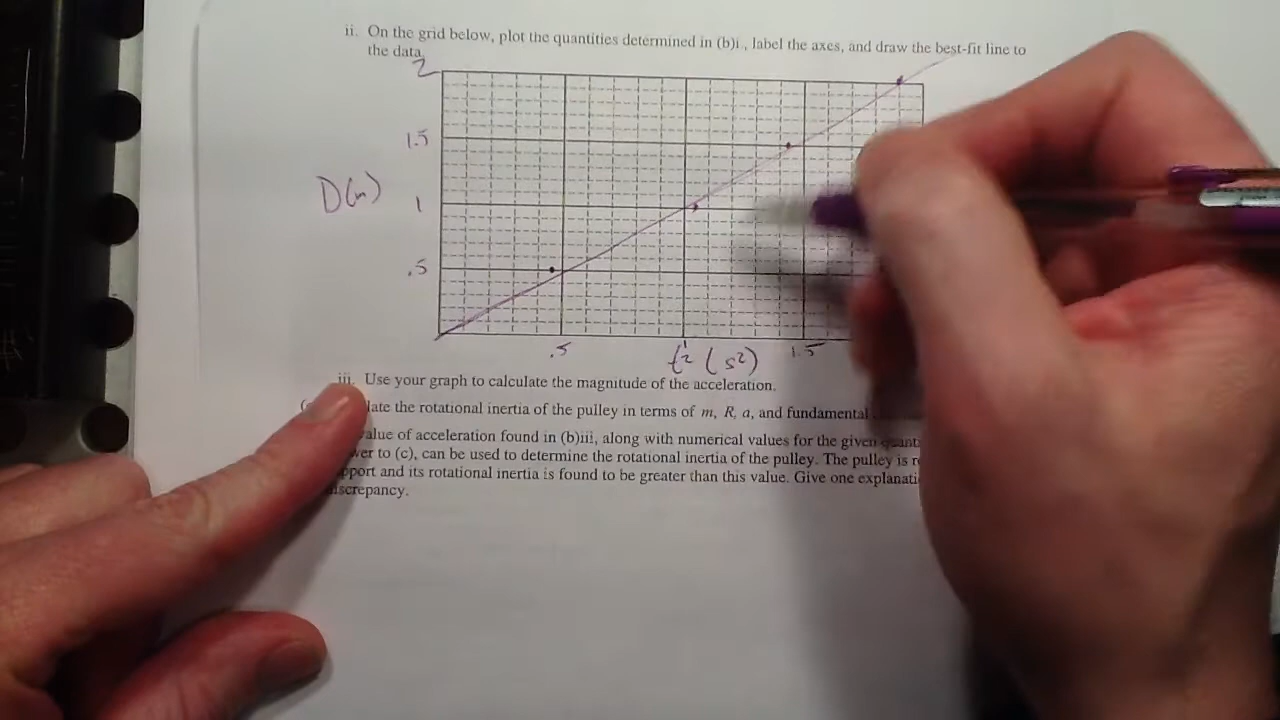 ii. On the grid below, plot the quantities determined in (b)i , label the axes, and draw the best-fit line to
the data.
2
1.5
D(m)
1
.5
.5
1
t² (s²)
1.5
iii. Use your graph to calculate the magnitude of the acceleration.
the rotational inertia of the pulley in terms of m, R, a, and fundamental
value of acceleration found in (b)iii, along with numerical values for the given
to (c), can be used to determine the rotational inertia of the pulley. The pulley is
and its rotational inertia is found to be greater than this value. Give one